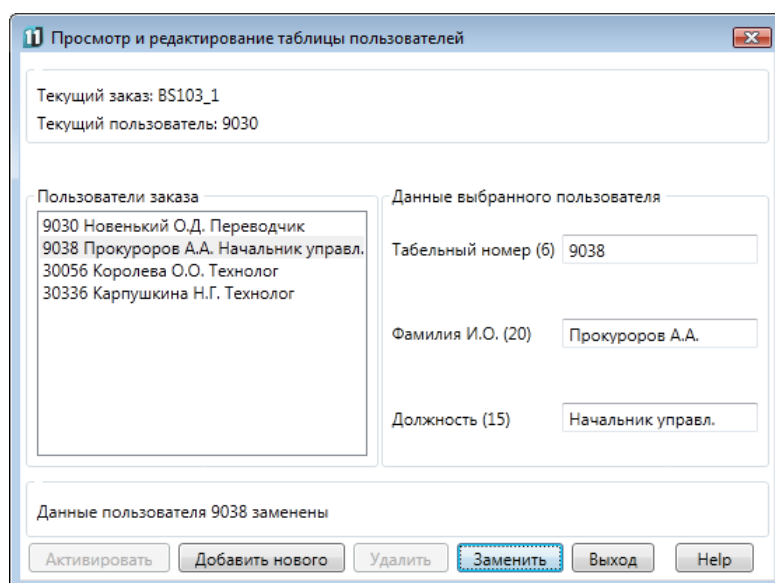 Просмотр и редактирование таблицы пользователей
Текущий заказ: BS103_1
Текущий пользователь: 9030
Пользователи заказа
9030 Новенький О.Д. Переводчик
9038 Прокуроров А.А. Начальник управл.
30056 Королева О.О. Технолог
30336 Карпушкина Н.Г. Технолог
Данные выбранного пользователя
Табельный номер (6) 9038
Фамилия И.О. (20) Прокуроров А.А.
Должность (15) Начальник управл.
Данные пользователя 9038 заменены
Активировать Добавить нового Удалить Заменить Выход Help